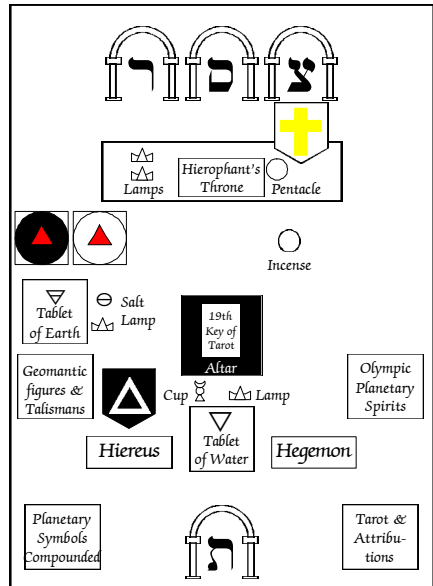 ר ס צ
Lamps
Hierophant's
Throne
Pentacle
Incense
Tablet
of Earth
Salt
Lamp
19th
Key of
Tarot
Altar
Geomantic
figures &
Talismans
Cup
Lamp
Olympic
Planetary
Spirits
Hiereus
Tablet
of Water
Hegemon
Planetary
Symbols
Compounded
ת
Tarot &
Attribu-
tions